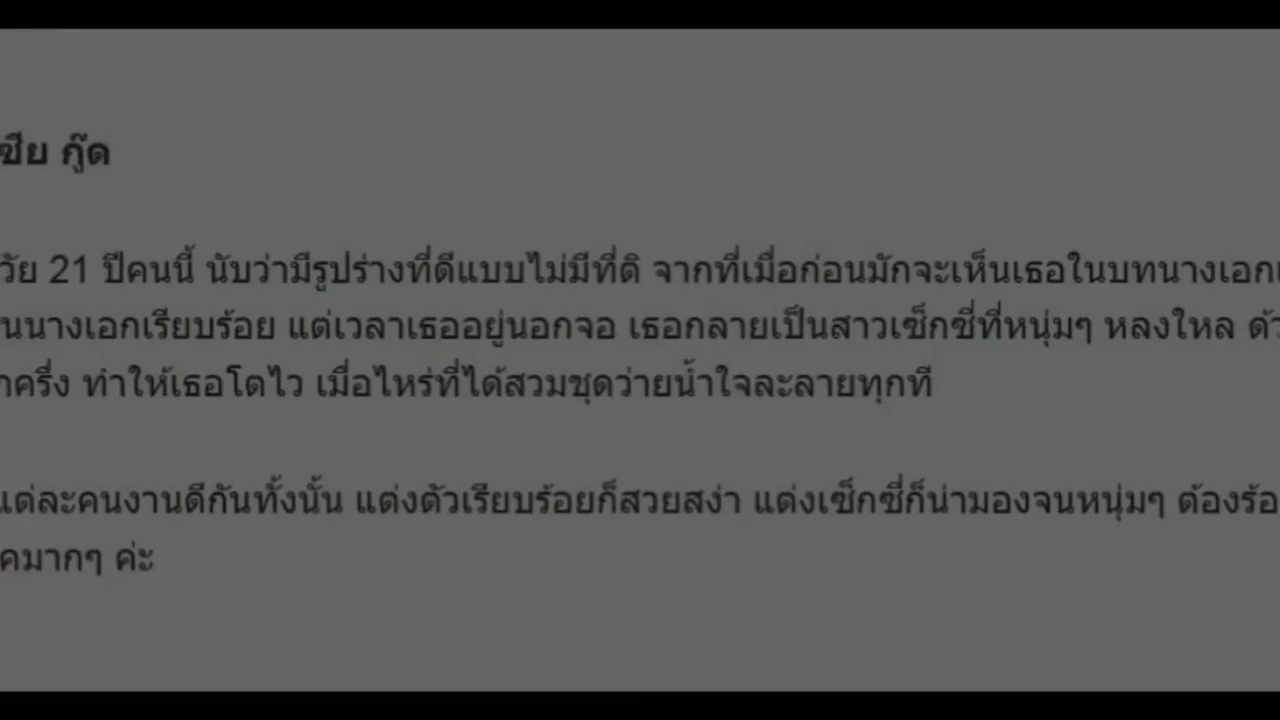 ซีย กู๊ด
วัย 21 ปีคนนี้ นับว่ามีรูปร่างที่ดีแบบไม่มีที่ติ จากที่เมื่อก่อนมักจะเห็นเธอในบทนางเอก
นนางเอกเรียบร้อย แต่เวลาเธออยู่นอกจอ เธอกลายเป็นสาวเซ็กซี่ที่หนุ่มๆ หลงใหล
กครึ่ง ทำให้เธอโตไว เมื่อไหร่ที่ได้สวมชุดว่ายน้ำใจละลายทุกที
แต่ละคนงานดีกันทั้งนั้น แต่งตัวเรียบร้อยก็สวยสง่า แต่งเซ็กซี่ก็น่ามองจนหนุ่มๆ ต้องร้อ
คมากๆ ค่ะ